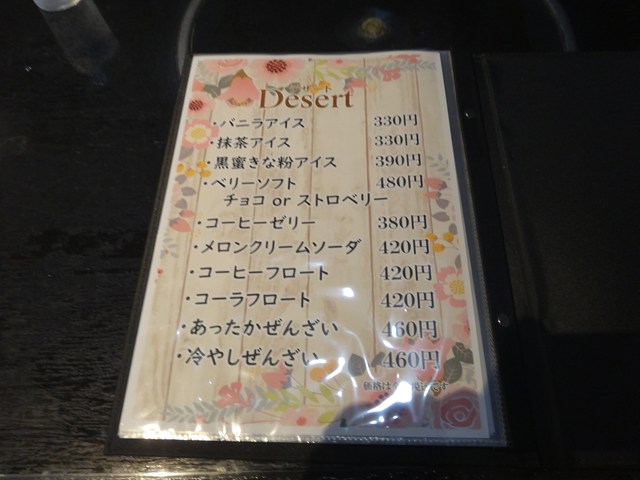 Desert
・バニラアイス 330円
・抹茶アイス 330円
・黒蜜きな粉アイス 390円
・ベリーソフト 480円
チョコ or ストロベリー
・コーヒーゼリー 380円
・メロンクリームソーダ 420円
・コーヒーフロート 420円
・コーラフロート 420円
・あったかぜんざい 460円
・冷やしぜんざい 460円
価格は